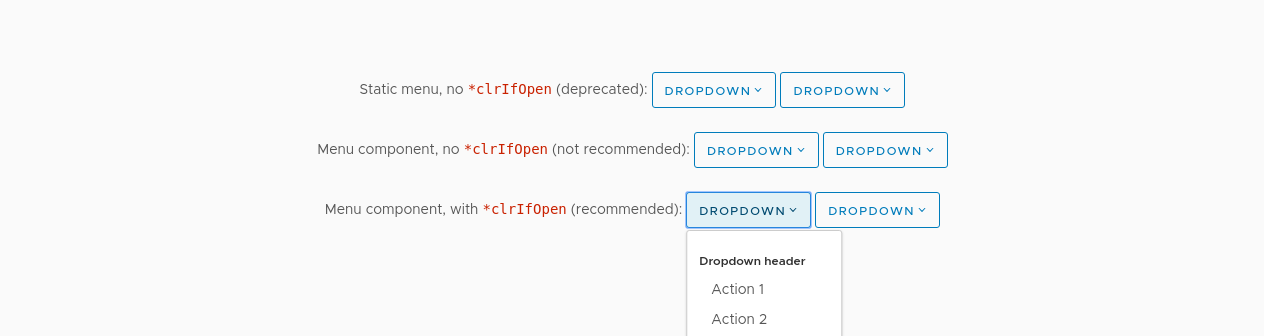 Static menu, no *clrIfOpen (deprecated): DROPDOWN DROPDOWN
Menu component, no *clrIfOpen (not recommended): DROPDOWN DROPDOWN
Menu component, with *clrIfOpen (recommended): DROPDOWN DROPDOWN
Dropdown header
Action 1
Action 2